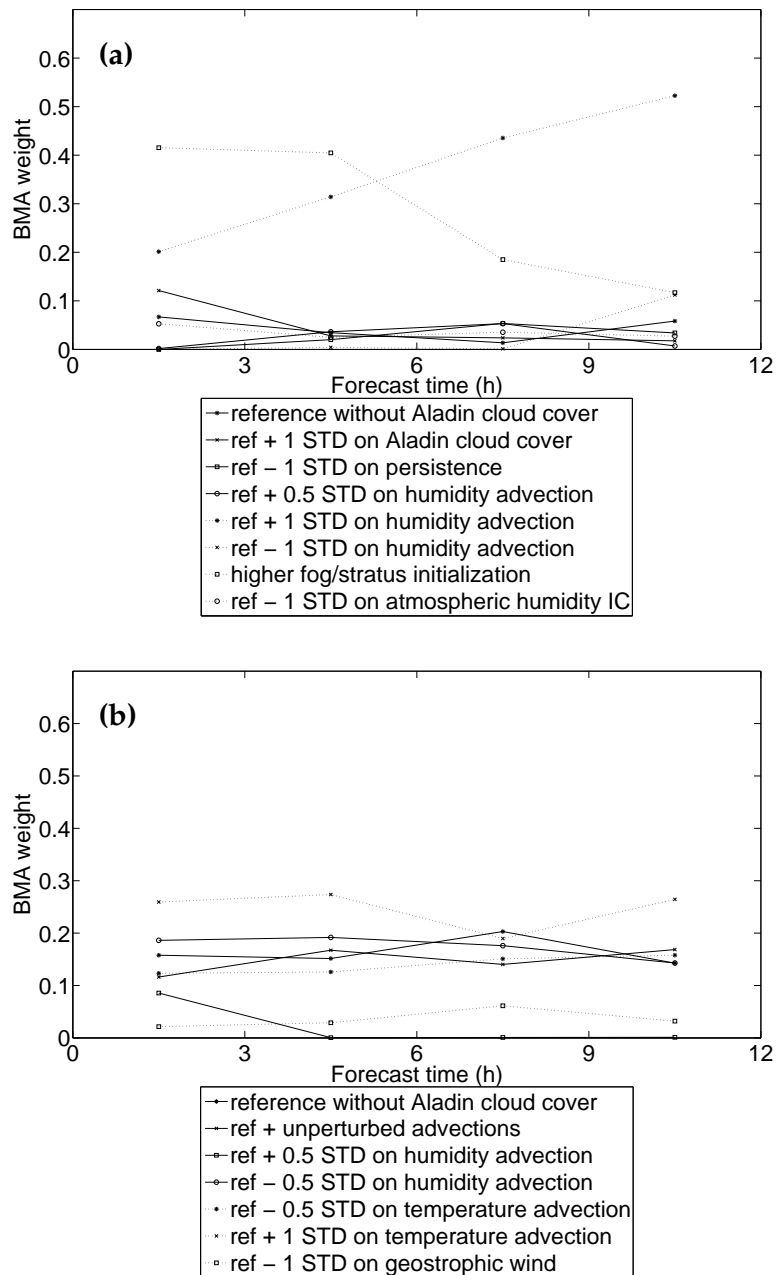 (a)
0.6
0.5
0.4
0.3
0.2
0.1
0
BMA weight
0 3 6 9 12
Forecast time (h)
reference without Aladin cloud cover
ref + 1 STD on Aladin cloud cover
ref − 1 STD on persistence
ref + 0.5 STD on humidity advection
ref + 1 STD on humidity advection
ref − 1 STD on humidity advection
higher fog/stratus initialization
ref − 1 STD on atmospheric humidity IC
(b)
0.6
0.5
0.4
0.3
0.2
0.1
0
BMA weight
0 3 6 9 12
Forecast time (h)
reference without Aladin cloud cover
ref + unperturbed advections
ref + 0.5 STD on humidity advection
ref − 0.5 STD on humidity advection
ref − 0.5 STD on temperature advection
ref + 1 STD on temperature advection
ref − 1 STD on geostrophic wind